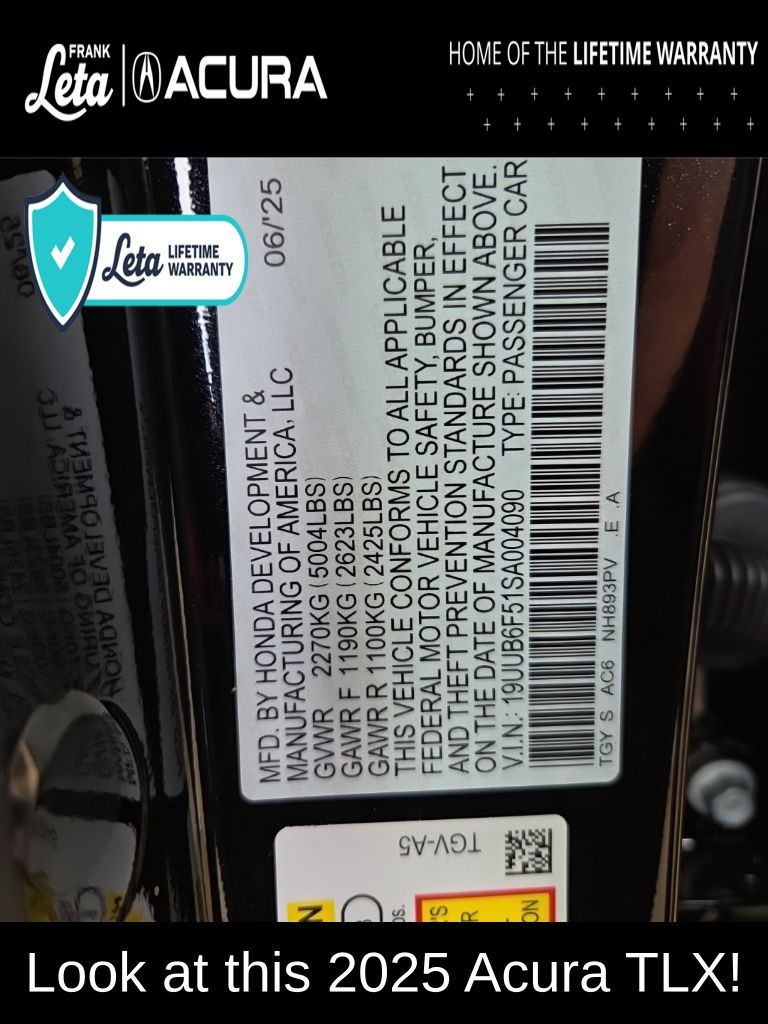 FRANK
Leta
ACURA
HOME OF THE LIFETIME WARRANTY
Leta LIFETIME
WARRANTY
MFD. BY HONDA DEVELOPMENT & 06/'25
MANUFACTURING OF AMERICA, LLC
GVWR 2270KG (5004LBS)
GAWR F 1190KG (2623LBS)
GAWR R 1100KG (2425LBS)
THIS VEHICLE CONFORMS TO ALL APPLICABLE
FEDERAL MOTOR VEHICLE SAFETY, BUMPER,
AND THEFT PREVENTION STANDARDS IN EFFECT
ON THE DATE OF MANUFACTURE SHOWN ABOVE.
V.I.N.: 19UUB6F51SA004090 TYPE: PASSENGER CAR
TGY S AC6 NH893PV .E .A
TGV-A5
Look at this 2025 Acura TLX!